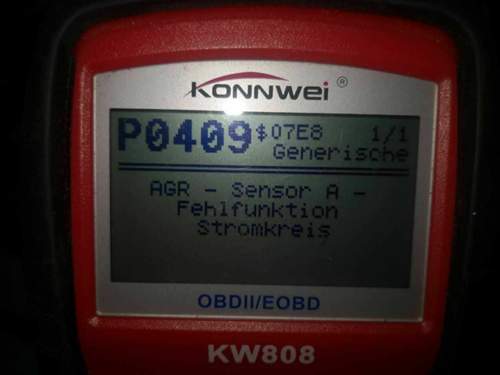 KONNWEI ®
P0409 $07E8 1/1
Generische
AGR - Sensor A -
Fehlfunktion
Stromkreis
OBDII/EOBD
KW808